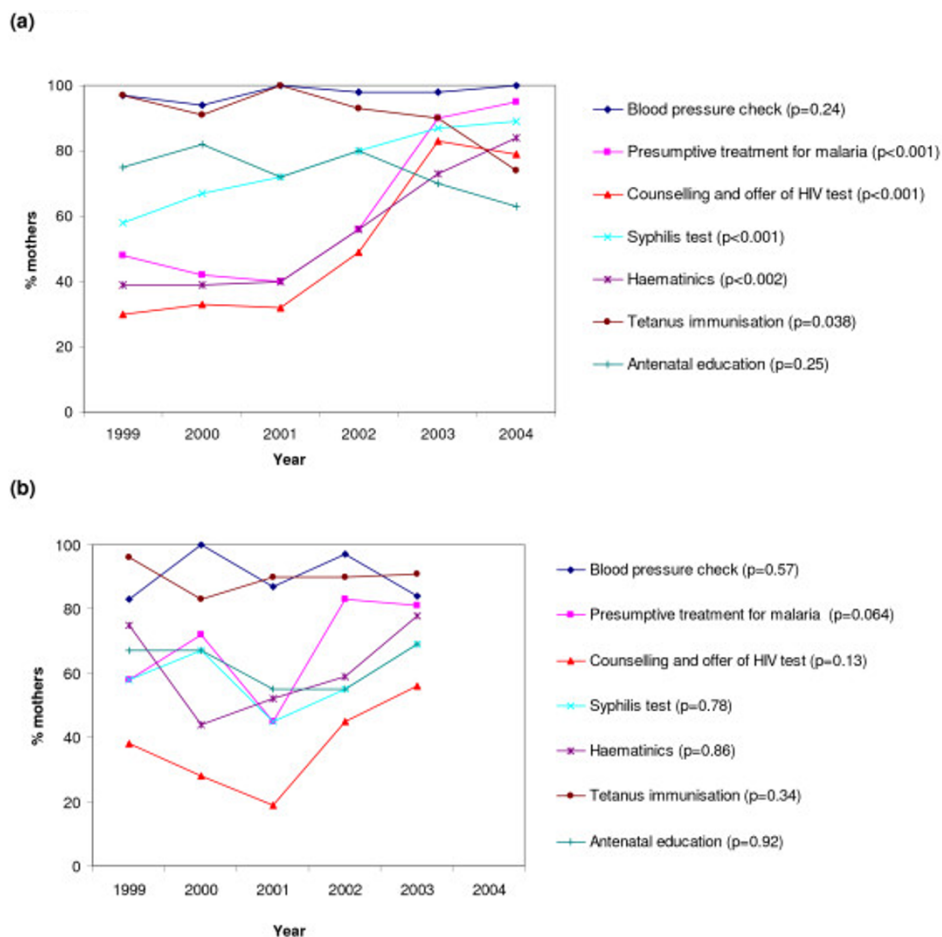 (a)
100
80
60
40
20
0
% mothers
1999 2000 2001 2002 2003 2004
Year
Blood pressure check (p=0.24)
Presumptive treatment for malaria (p<0.001)
Counselling and offer of HIV test (p<0.001)
Syphilis test (p<0.001)
Haematinics (p<0.002)
Tetanus immunisation (p=0.038)
Antenatal education (p=0.25)
(b)
100
80
60
40
20
0
% mothers
1999 2000 2001 2002 2003 2004
Year
Blood pressure check (p=0.57)
Presumptive treatment for malaria (p=0.064)
Counselling and offer of HIV test (p=0.13)
Syphilis test (p=0.78)
Haematinics (p=0.86)
Tetanus immunisation (p=0.34)
Antenatal education (p=0.92)